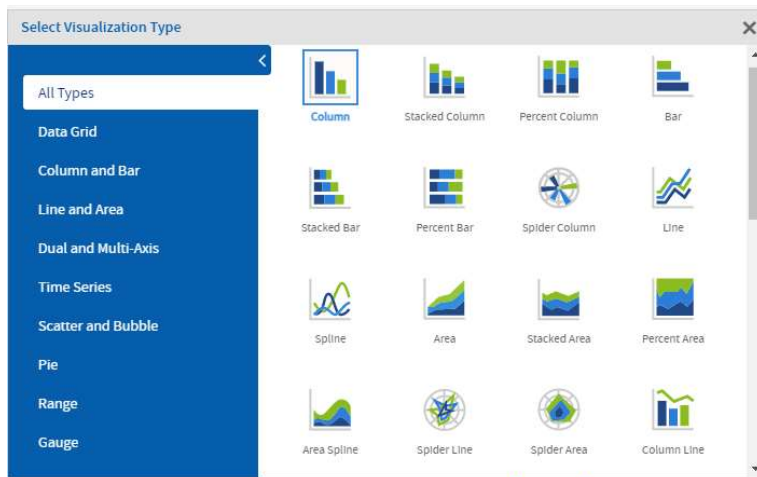 Select Visualization Type
All Types
Data Grid
Column and Bar
Line and Area
Dual and Multi-Axis
Time Series
Scatter and Bubble
Pie
Range
Gauge
Column
Stacked Column
Percent Column
Bar
Stacked Bar
Percent Bar
Spider Column
Line
Spline
Area
Stacked Area
Percent Area
Area Spline
Spider Line
Spider Area
Column Line